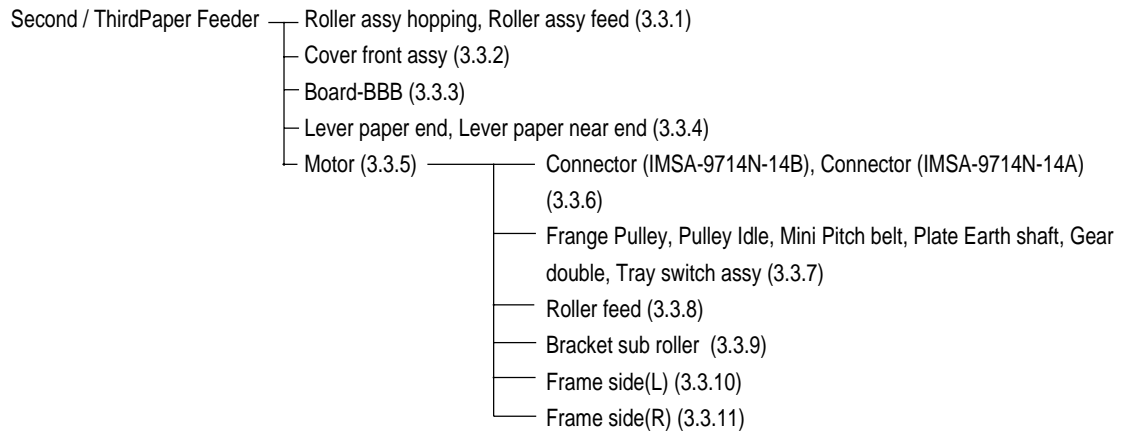 Second / ThirdPaper Feeder
Roller assy hopping, Roller assy feed (3.3.1)
Cover front assy (3.3.2)
Board-BBB (3.3.3)
Lever paper end, Lever paper near end (3.3.4)
Motor (3.3.5)
Connector (IMSA-9714N-14B), Connector (IMSA-9714N-14A)
(3.3.6)
Frange Pulley, Pulley Idle, Mini Pitch belt, Plate Earth shaft, Gear
double, Tray switch assy (3.3.7)
Roller feed (3.3.8)
Bracket sub roller (3.3.9)
Frame side(L) (3.3.10)
Frame side(R) (3.3.11)